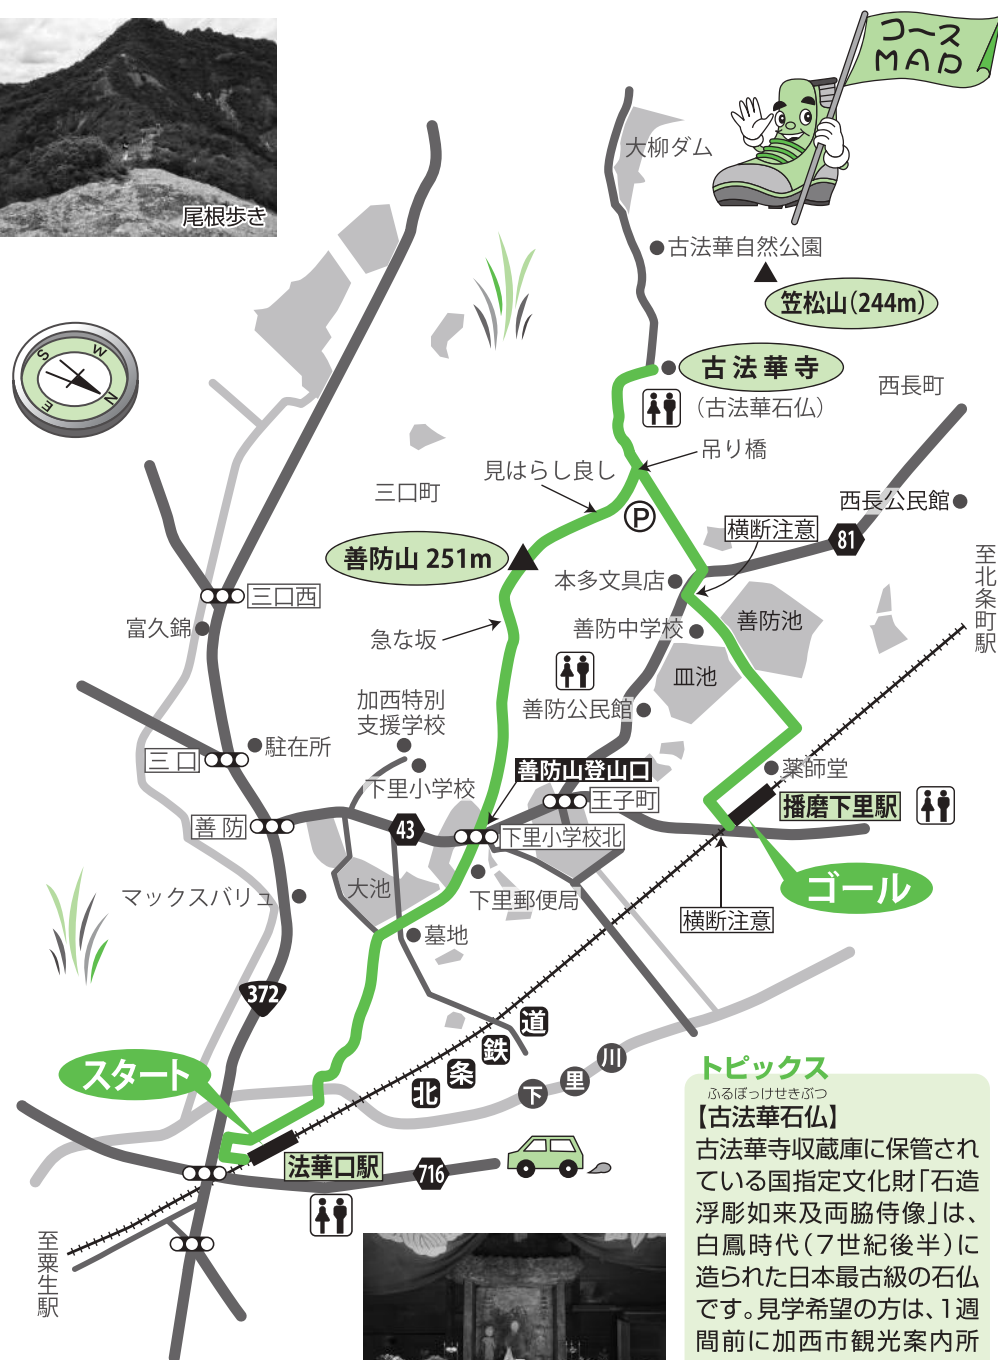 コース
MAP
尾根歩き
大柳ダム
古法華自然公園
笠松山(244m)
古法華寺
(古法華石仏)
西長町
吊り橋
見はらし良し
三口町
西長公民館
横断注意
81
P
善防山 251m
至北条町駅
本多文具店
善防池
三口西
富久錦
善防中学校
急な坂
皿池
加西特別
支援学校
善防公民館
駐在所
三口
薬師堂
善防山登山口
下里小学校
王子町
播磨下里駅
善防
43
下里小学校北
ゴール
大池
マックスバリュ
下里郵便局
横断注意
墓地
372
北条鉄道
下里川
スタート
法華口駅
716
至粟生駅
S
W
N
E
トピックス
ふるぼっけせきぶつ
【古法華石仏】
古法華寺収蔵庫に保管され
ている国指定文化財「石造
浮彫如来及両脇侍像」は、
白鳳時代(7世紀後半)に
造られた日本最古級の石仏
です。見学希望の方は、1週
間前に加西市観光案内所